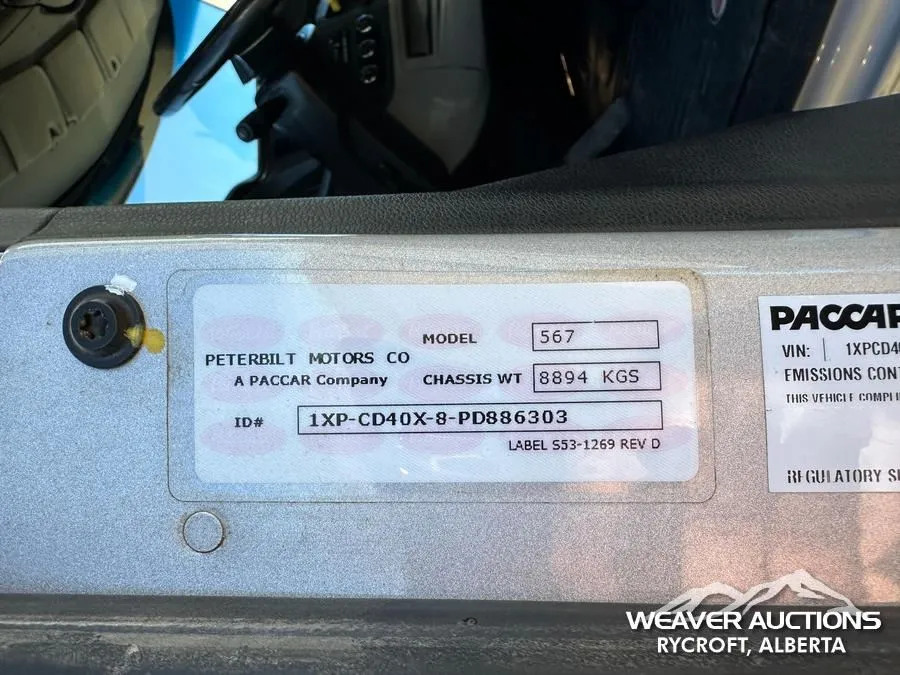 MODEL 567
PETERBILT MOTORS CO
A PACCAR Company CHASSIS WT 8894 KGS
ID# 1XP-CD40X-8-PD886303
LABEL S53-1269 REV D
PACCAR
VIN: 1XPCD40
EMISSIONS CONT
THIS VEHICLE COMPLI
REGULATORY
WEAVER AUCTIONS
RYCROFT, ALBERTA